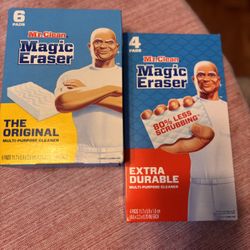 6
PADS
Mr. Clean
Magic
Eraser
THE
ORIGINAL
MULTI-PURPOSE CLEANER
4
PADS
Mr. Clean
Magic
Eraser
80% LESS
SCRUBBING*
EXTRA
DURABLE
MULTI-PURPOSE CLEANER